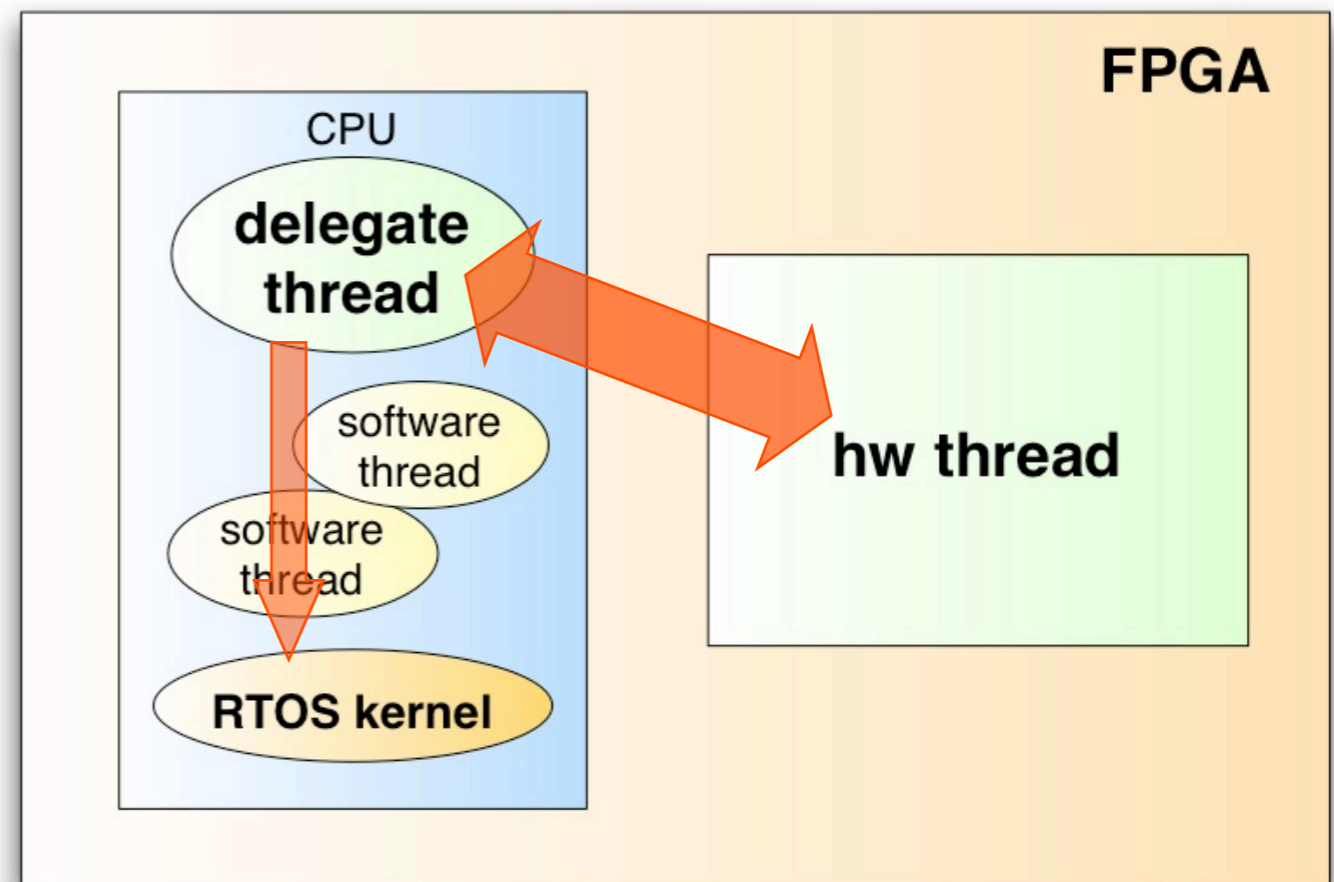 FPGA
CPU
delegate
thread
software
thread
software
thread
RTOS kernel
hw thread